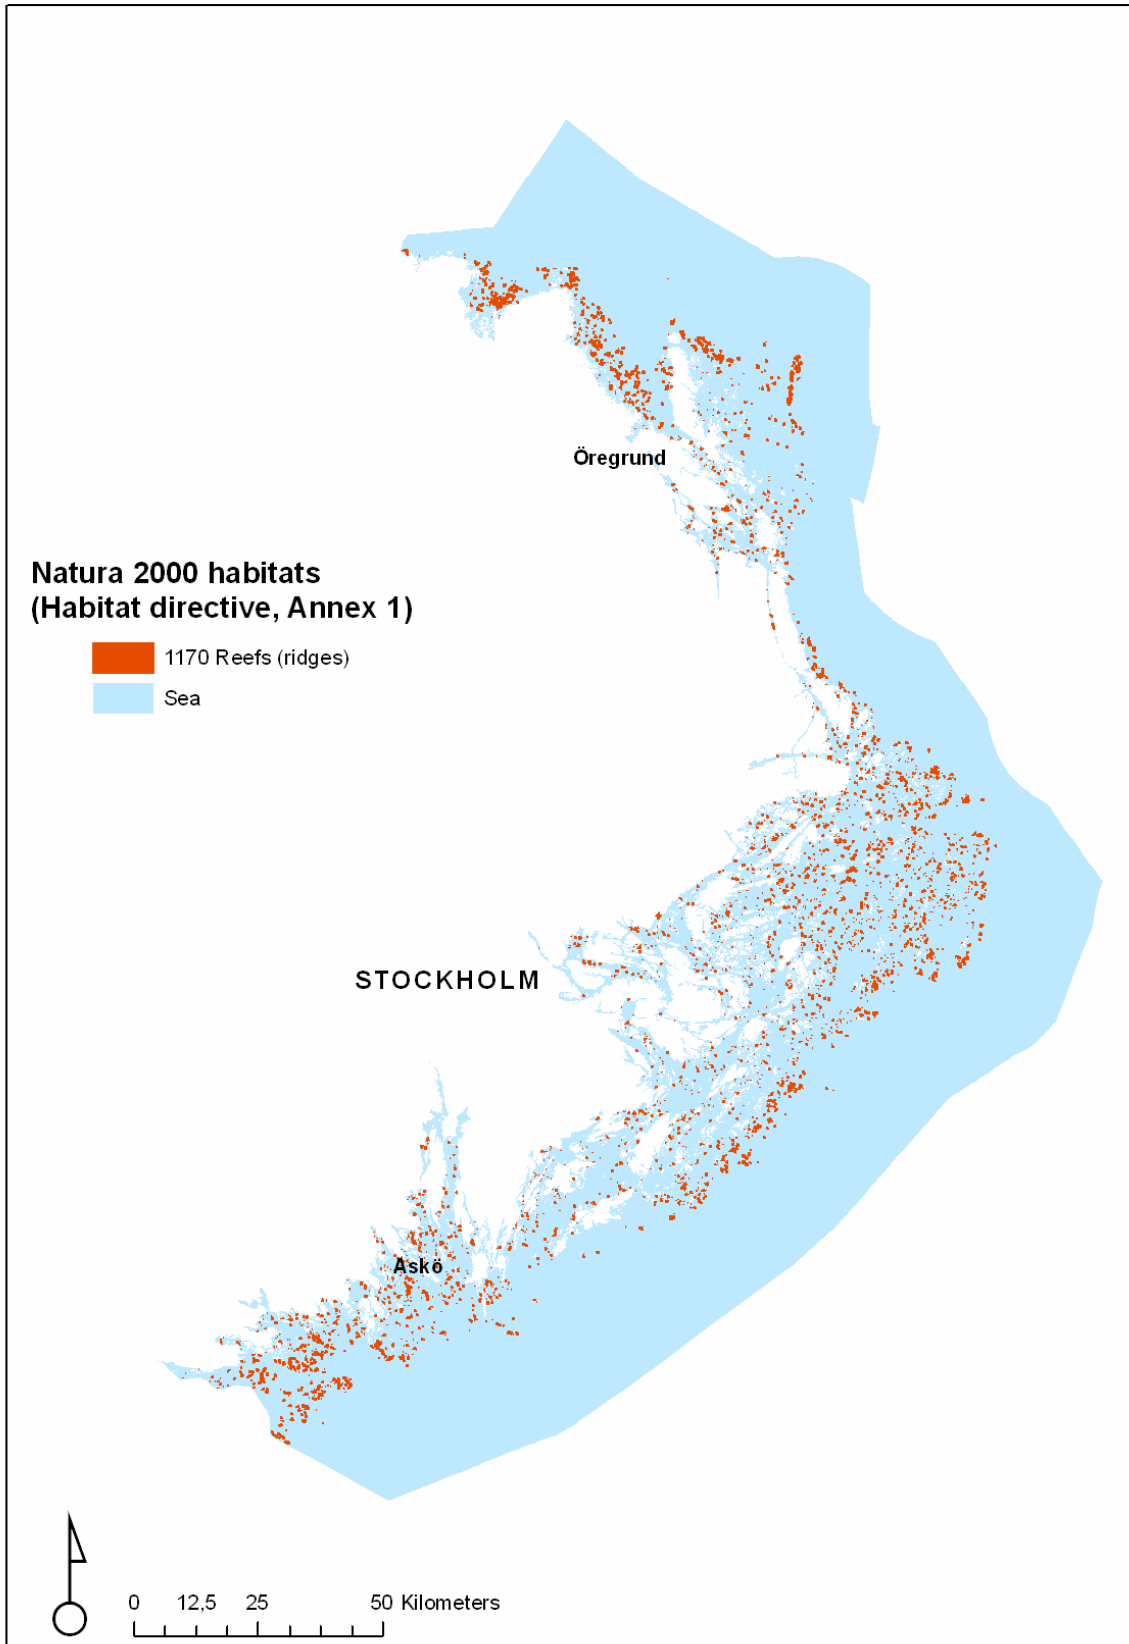 Öregrund
Natura 2000 habitats
(Habitat directive, Annex 1)
1170 Reefs (ridges)
Sea
STOCKHOLM
Askö
0 12,5 25 50 Kilometers